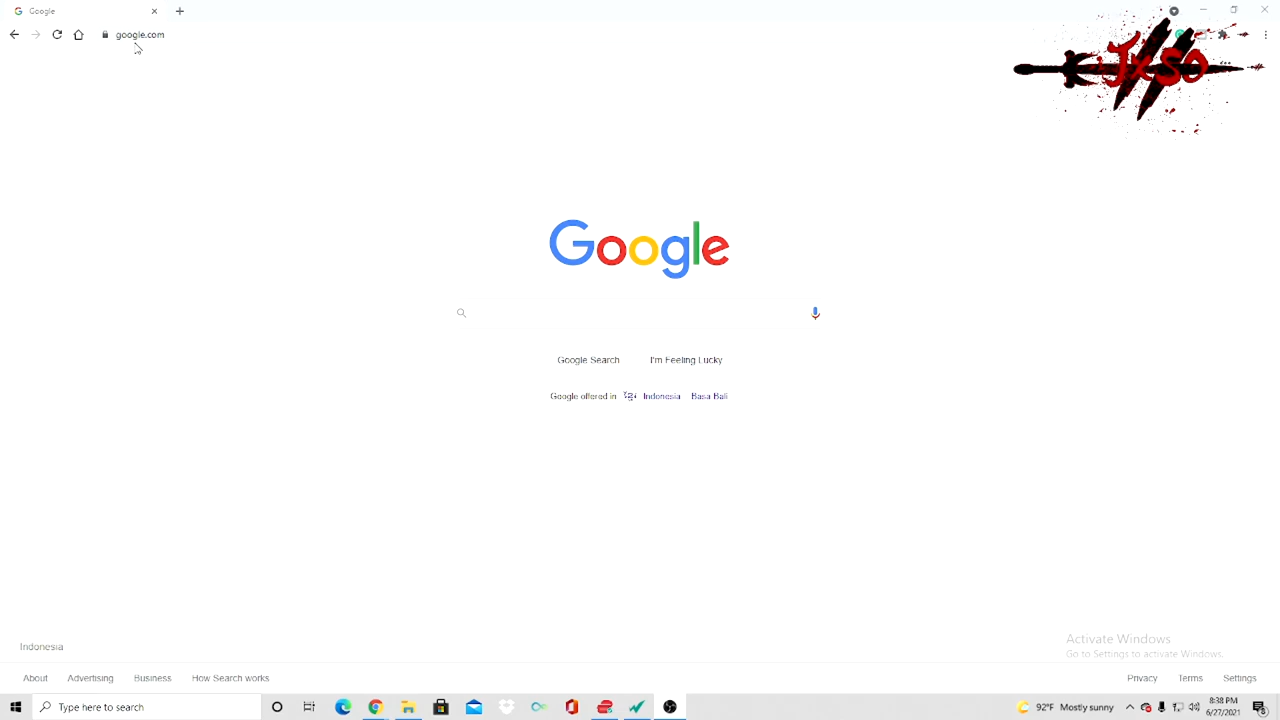 Google
google.com
JxSO
Google
Google Search I'm Feeling Lucky
Google offered in Indonesia Basa Bali
Indonesia
Activate Windows
Go to Settings to activate Windows.
About Advertising Business How Search works Privacy Terms Settings
Type here to search
92°F Mostly sunny
8:38 PM
6/27/2021